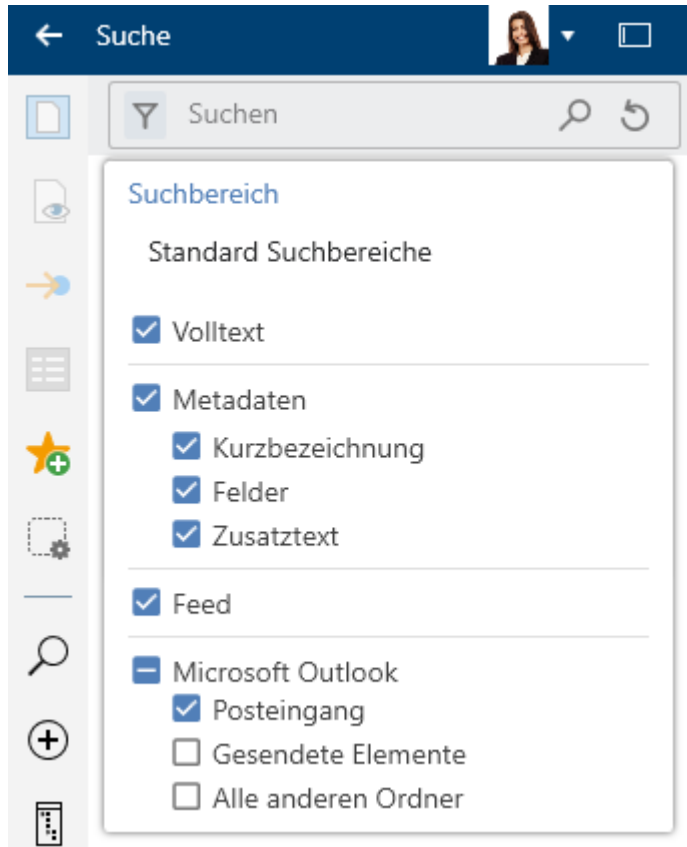 Suche
Suchen
Suchbereich
Standard Suchbereiche
Volltext
Metadaten
Kurzbezeichnung
Felder
Zusatztext
Feed
Microsoft Outlook
Posteingang
Gesendete Elemente
Alle anderen Ordner